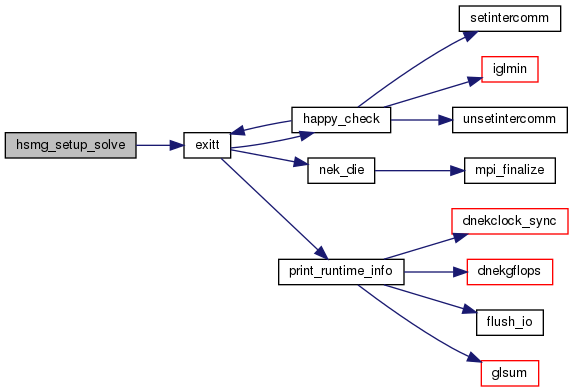 setintercomm
iglmin
happy_check
unsetintercomm
hsmg_setup_solve
exitt
nek_die
mpi_finalize
dnekclock_sync
print_runtime_info
dnekgflops
flush_io
glsum